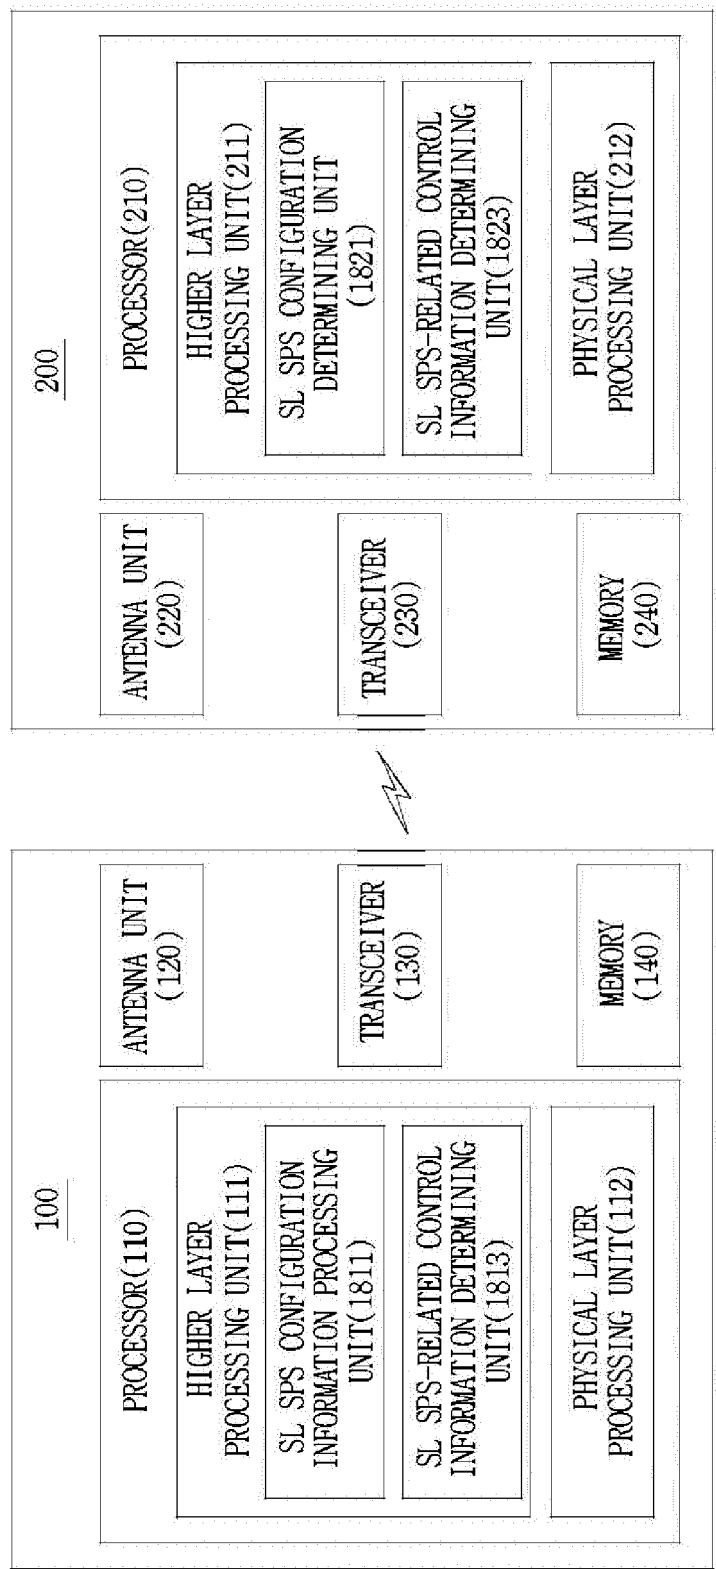 100
PROCESSOR(110)
HIGHER LAYER
PROCESSING UNIT(111)
SL SPS CONFIGURATION
INFORMATION PROCESSING
UNIT(1811)
SL SPS-RELATED CONTROL
INFORMATION DETERMINING
UNIT(1813)
PHYSICAL LAYER
PROCESSING UNIT(112)
ANTENNA UNIT
(120)
TRANSCEIVER
(130)
MEMORY
(140)
200
ANTENNA UNIT
(220)
TRANSCEIVER
(230)
MEMORY
(240)
PROCESSOR(210)
HIGHER LAYER
PROCESSING UNIT(211)
SL SPS CONFIGURATION
DETERMINING UNIT
(1821)
SL SPS-RELATED CONTROL
INFORMATION DETERMINING
UNIT(1823)
PHYSICAL LAYER
PROCESSING UNIT(212)